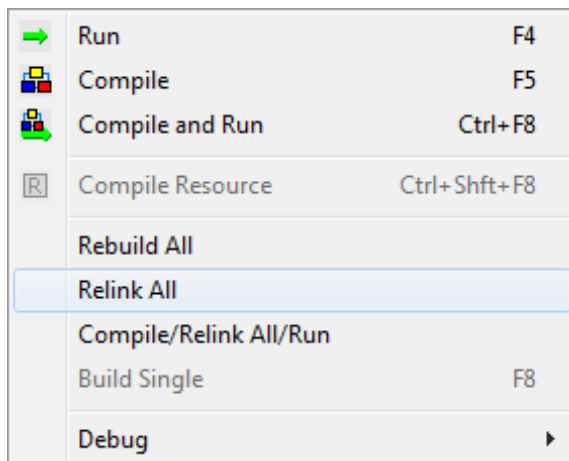 Run F4
Compile F5
Compile and Run Ctrl+F8
R Compile Resource Ctrl+Shft+F8
Rebuild All
Relink All
Compile/Relink All/Run
Build Single F8
Debug